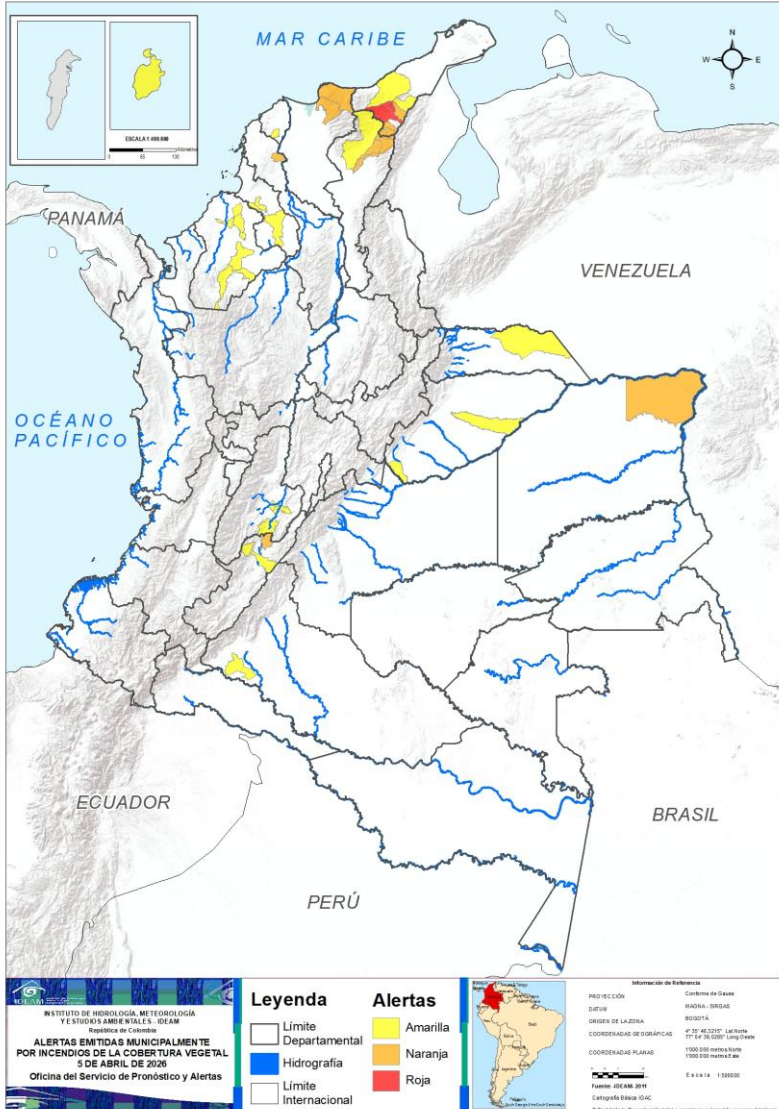 MAR CARIBE
N
W
E
S
ESCALA 1:400.000
PANAMÁ
VENEZUELA
OCÉANO
PACÍFICO
ECUADOR
BRASIL
PERÚ
IDEAM
INSTITUTO DE HIDROLOGÍA, METEOROLOGÍA
Y ESTUDIOS AMBIENTALES - IDEAM
República de Colombia
ALERTAS EMITIDAS MUNICIPALMENTE
POR INCENDIOS DE LA COBERTURA VEGETAL
5 DE ABRIL DE 2026
Oficina del Servicio de Pronóstico y Alertas
Leyenda
Límite
Departamental
Hidrografía
Límite
Internacional
Alertas
Amarilla
Naranja
Roja
Información de Referencia
PROYECCIÓN Conforme de Gauss
DATUM MAGNA - SIRGAS
ORIGEN DE LA ZONA BOGOTÁ
COORDENADAS GEOGRÁFICAS
COORDENADAS PLANAS 1'000.000 metros Norte
1'000.000 metros Este
Escala
Fuente: IDEAM, 2011
Cartografía Básica IGAC